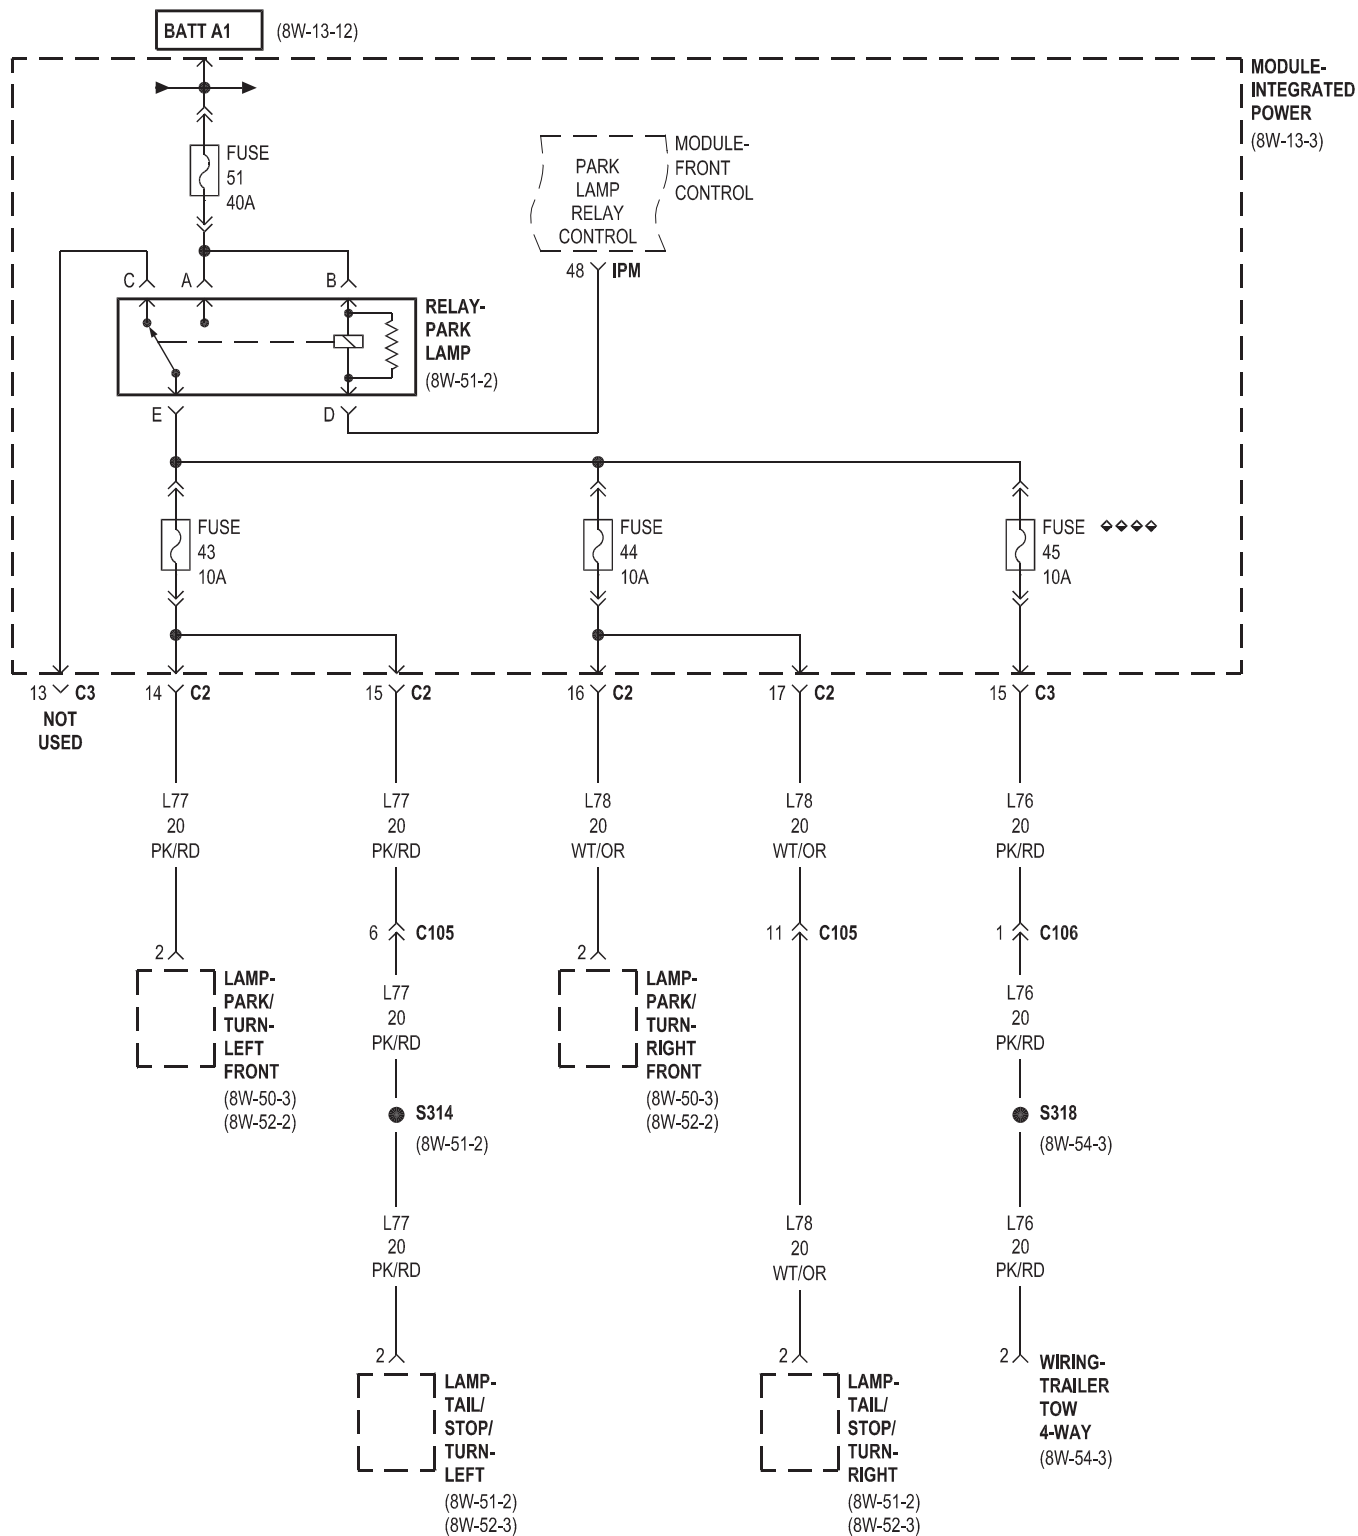 BATT A1 (8W-13-12)
MODULE-
INTEGRATED
POWER
(8W-13-3)
FUSE
51
40A
PARK
LAMP
RELAY
CONTROL
MODULE-
FRONT
CONTROL
48 IPM
C A B
RELAY-
PARK
LAMP
(8W-51-2)
E D
FUSE
43
10A
FUSE
44
10A
FUSE
45
10A
13 C3
NOT
USED
14 C2
15 C2
16 C2
17 C2
15 C3
L77
20
PK/RD
L77
20
PK/RD
L78
20
WT/OR
L78
20
WT/OR
L76
20
PK/RD
6 C105
11 C105
1 C106
2
LAMP-
PARK/
TURN-
LEFT
FRONT
(8W-50-3)
(8W-52-2)
L77
20
PK/RD
2
LAMP-
PARK/
TURN-
RIGHT
FRONT
(8W-50-3)
(8W-52-2)
L76
20
PK/RD
S314
(8W-51-2)
S318
(8W-54-3)
L77
20
PK/RD
L78
20
WT/OR
L76
20
PK/RD
2
LAMP-
TAIL/
STOP/
TURN-
LEFT
(8W-51-2)
(8W-52-3)
2
LAMP-
TAIL/
STOP/
TURN-
RIGHT
(8W-51-2)
(8W-52-3)
2
WIRING-
TRAILER
TOW
4-WAY
(8W-54-3)